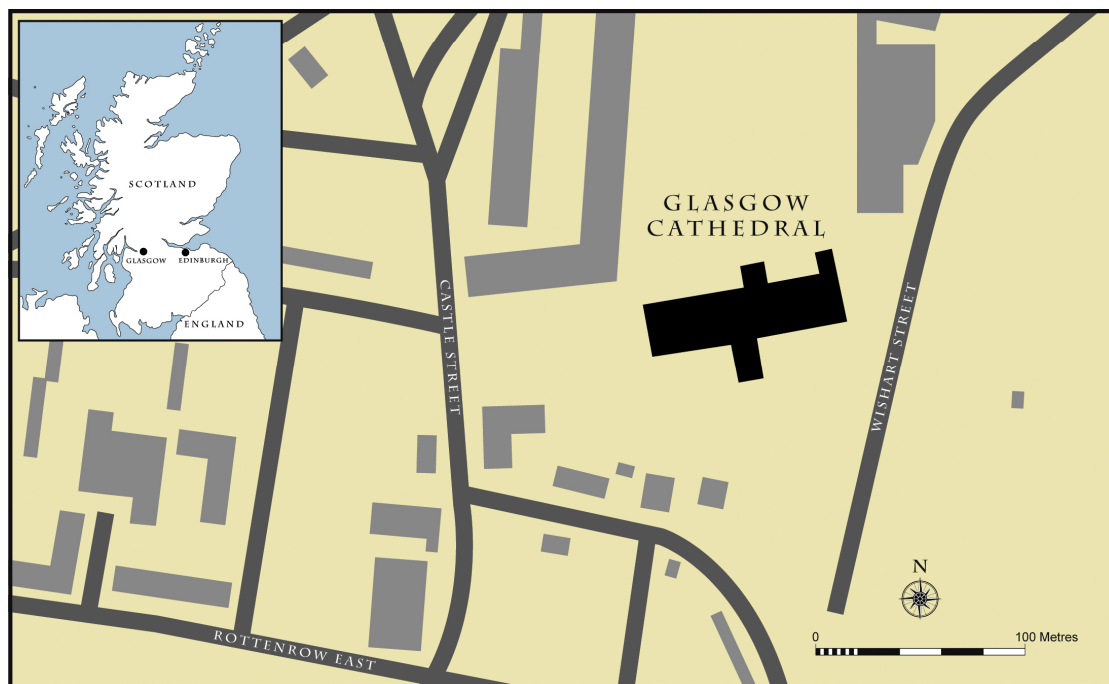 SCOTLAND
GLASGOW
EDINBURGH
ENGLAND
GLASGOW
CATHEDRAL
CASTLE STREET
WISHART STREET
ROTTENROW EAST
N
0
100 Metres